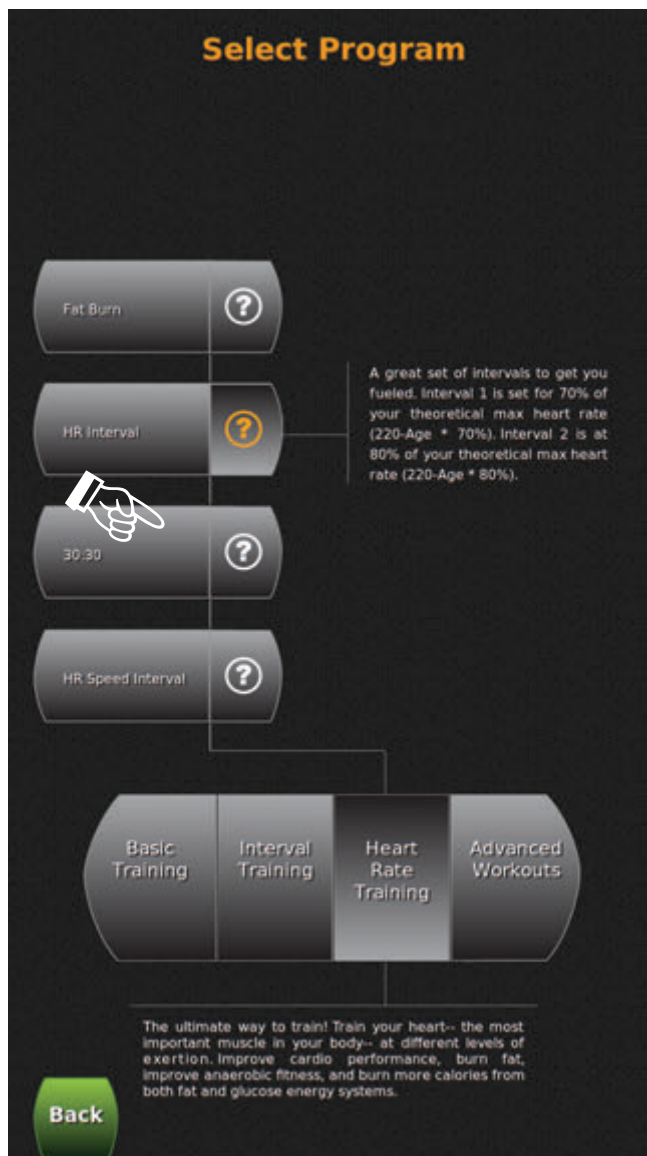 Select Program
Fat Burn
?
HR Interval
?
A great set of intervals to get you
fueled. Interval 1 is set for 70% of
your theoretical max heart rate
(220-Age * 70%). Interval 2 is at
80% of your theoretical max heart
rate (220-Age * 80%).
30:30
?
HR Speed Interval
?
Basic
Training
Interval
Training
Heart
Rate
Training
Advanced
Workouts
The ultimate way to train! Train your heart-- the most
important muscle in your body-- at different levels of
exertion. Improve cardio performance, burn fat,
improve anaerobic fitness, and burn more calories from
both fat and glucose energy systems.
Back